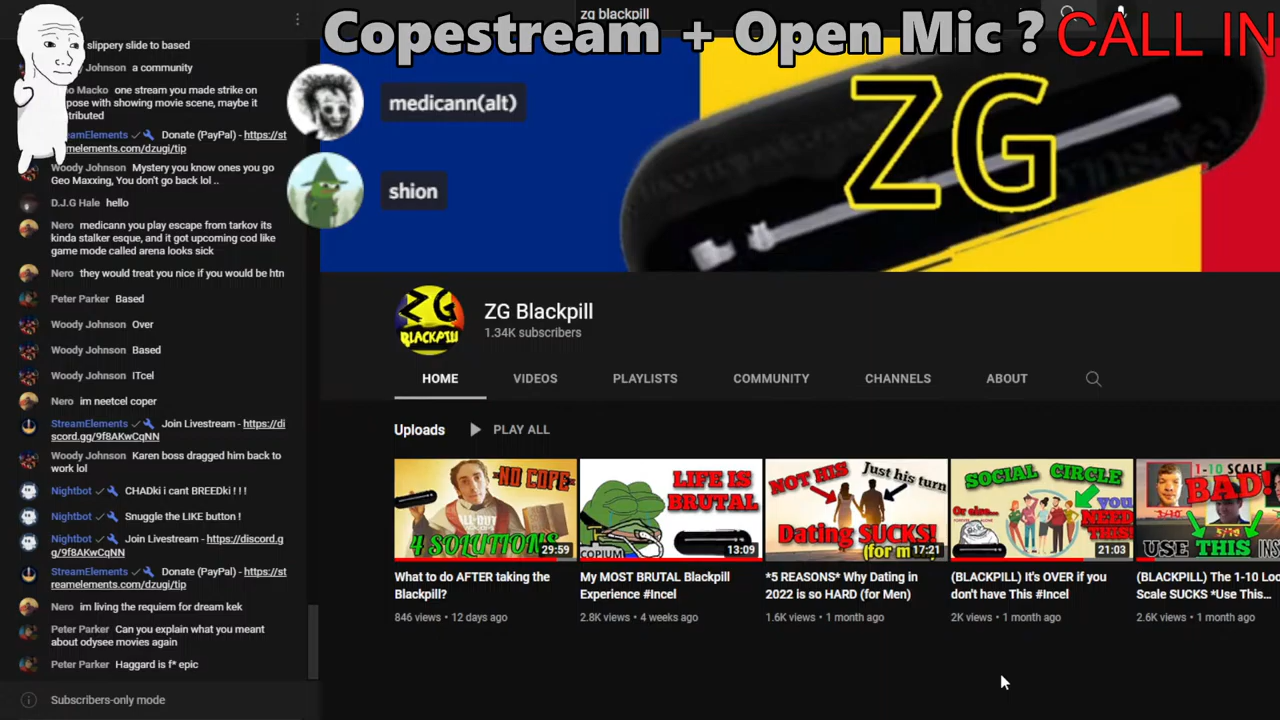 zg blackpill
Copestream + Open Mic ? CALL IN
slippery slide to based
Johnson a community
Macko one stream you made strike on
pose with showing movie scene, maybe it
tributed
eamElements Donate (PayPal) - https://st
melements.com/dzugi/tip
Woody Johnson Mystery you know ones you go
Geo Maxxing, You don't go back lol ..
D.J.G Hale hello
Nero medicann you play escape from tarkov its
kinda stalker esque, and it got upcoming cod like
game mode called arena looks sick
Nero they would treat you nice if you would be htn
Peter Parker Based
Woody Johnson Over
Woody Johnson Based
Woody Johnson ITcel
Nero im neetcel coper
StreamElements Join Livestream - https://di
scord.gg/9f8AKwCqNN
Woody Johnson Karen boss dragged him back to
work lol
Nightbot CHADki i cant BREEDki ! ! !
Nightbot Snuggle the LIKE button !
Nightbot Join Livestream - https://discord.g
g/9f8AKwCqNN
StreamElements Donate (PayPal) - https://st
reamelements.com/dzugi/tip
Nero im living the requiem for dream kek
Peter Parker Can you explain what you meant
about odysee movies again
Peter Parker Haggard is f* epic
Subscribers-only mode
medicann(alt)
shion
ZG
ZG
BLACKPILL
ZG Blackpill
1.34K subscribers
HOME VIDEOS PLAYLISTS COMMUNITY CHANNELS ABOUT
Uploads PLAY ALL
NO COPE
4 SOLUTIONS
29:59
What to do AFTER taking the
Blackpill?
846 views • 12 days ago
LIFE IS
BRUTAL
COPIUM
13:09
My MOST BRUTAL Blackpill
Experience #Incel
2.8K views • 4 weeks ago
NOT HIS
Just his
turn
Dating SUCKS!
(for m
17:21
*5 REASONS* Why Dating in
2022 is so HARD (for Men)
1.6K views • 1 month ago
SOCIAL CIRCLE
Or else...
YOU
NEED
THIS!
21:03
(BLACKPILL) It's OVER if you
don't have This #Incel
2K views • 1 month ago
1-10 SCALE
BAD!
USE THIS INS
(BLACKPILL) The 1-10 Loo
Scale SUCKS *Use This...
2.6K views • 1 month ago